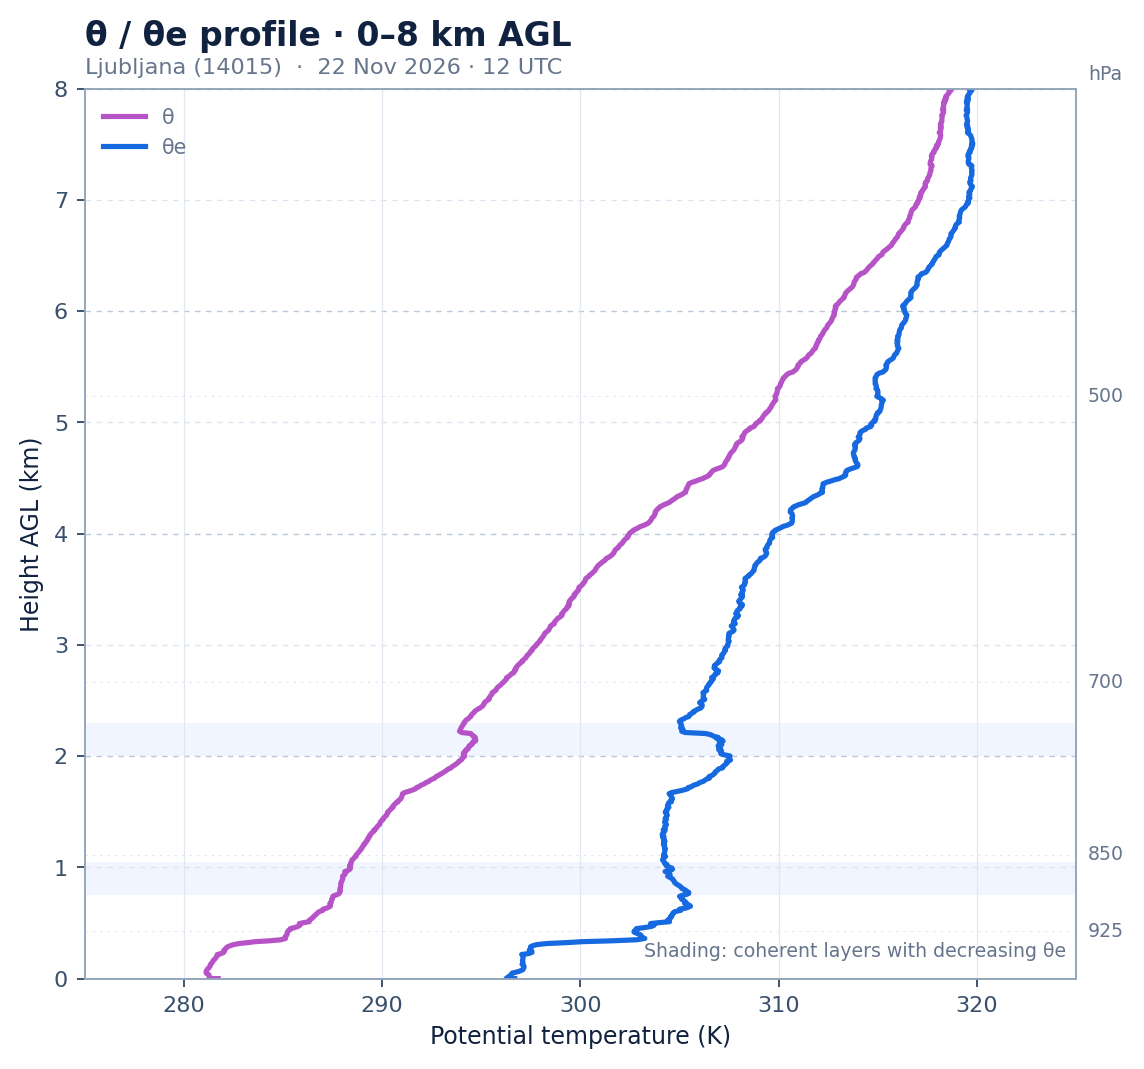 θ / θe profile · 0–8 km AGL
Ljubljana (14015) · 22 Nov 2026 · 12 UTC
hPa
θ
θe
8
7
6
5
4
3
2
1
0
500
700
850
925
Height AGL (km)
Shading: coherent layers with decreasing θe
280 290 300 310 320
Potential temperature (K)